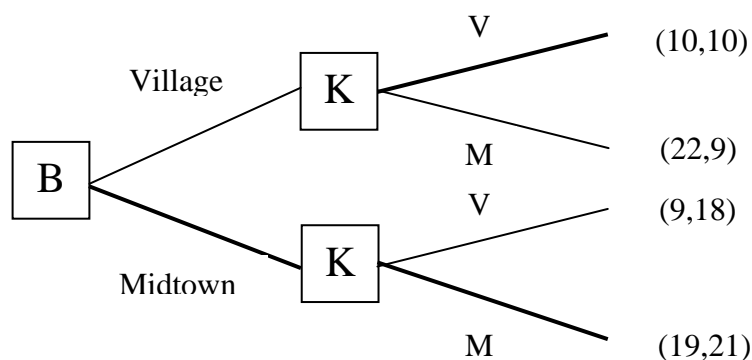 V (10,10)
Village K
M (22,9)
B
V (9,18)
K
Midtown
M (19,21)